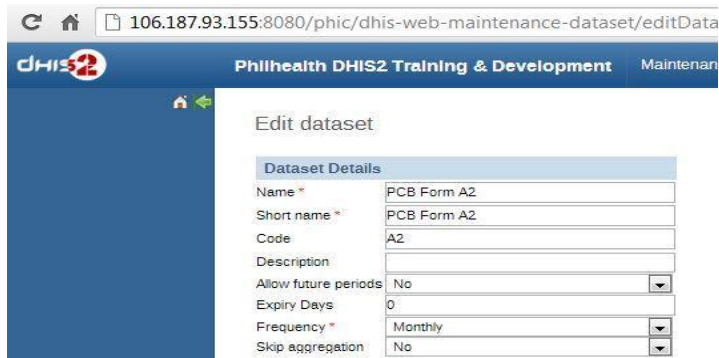 106.187.93.155:8080/phic/dhis-web-maintenance-dataset/editData
dHIS2 Philhealth DHIS2 Training & Development Maintenan
Edit dataset
Dataset Details
Name * PCB Form A2
Short name * PCB Form A2
Code A2
Description
Allow future periods No
Expiry Days 0
Frequency * Monthly
Skip aggregation No